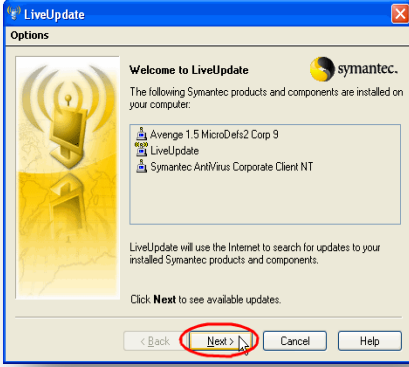 LiveUpdate
Options
Welcome to LiveUpdate
symantec.
The following Symantec products and components are installed on
your computer:
Avenge 1.5 MicroDefs2 Corp 9
LiveUpdate
Symantec AntiVirus Corporate Client NT
LiveUpdate will use the Internet to search for updates to your
installed Symantec products and components.
Click Next to see available updates.
< Back Next > Cancel Help